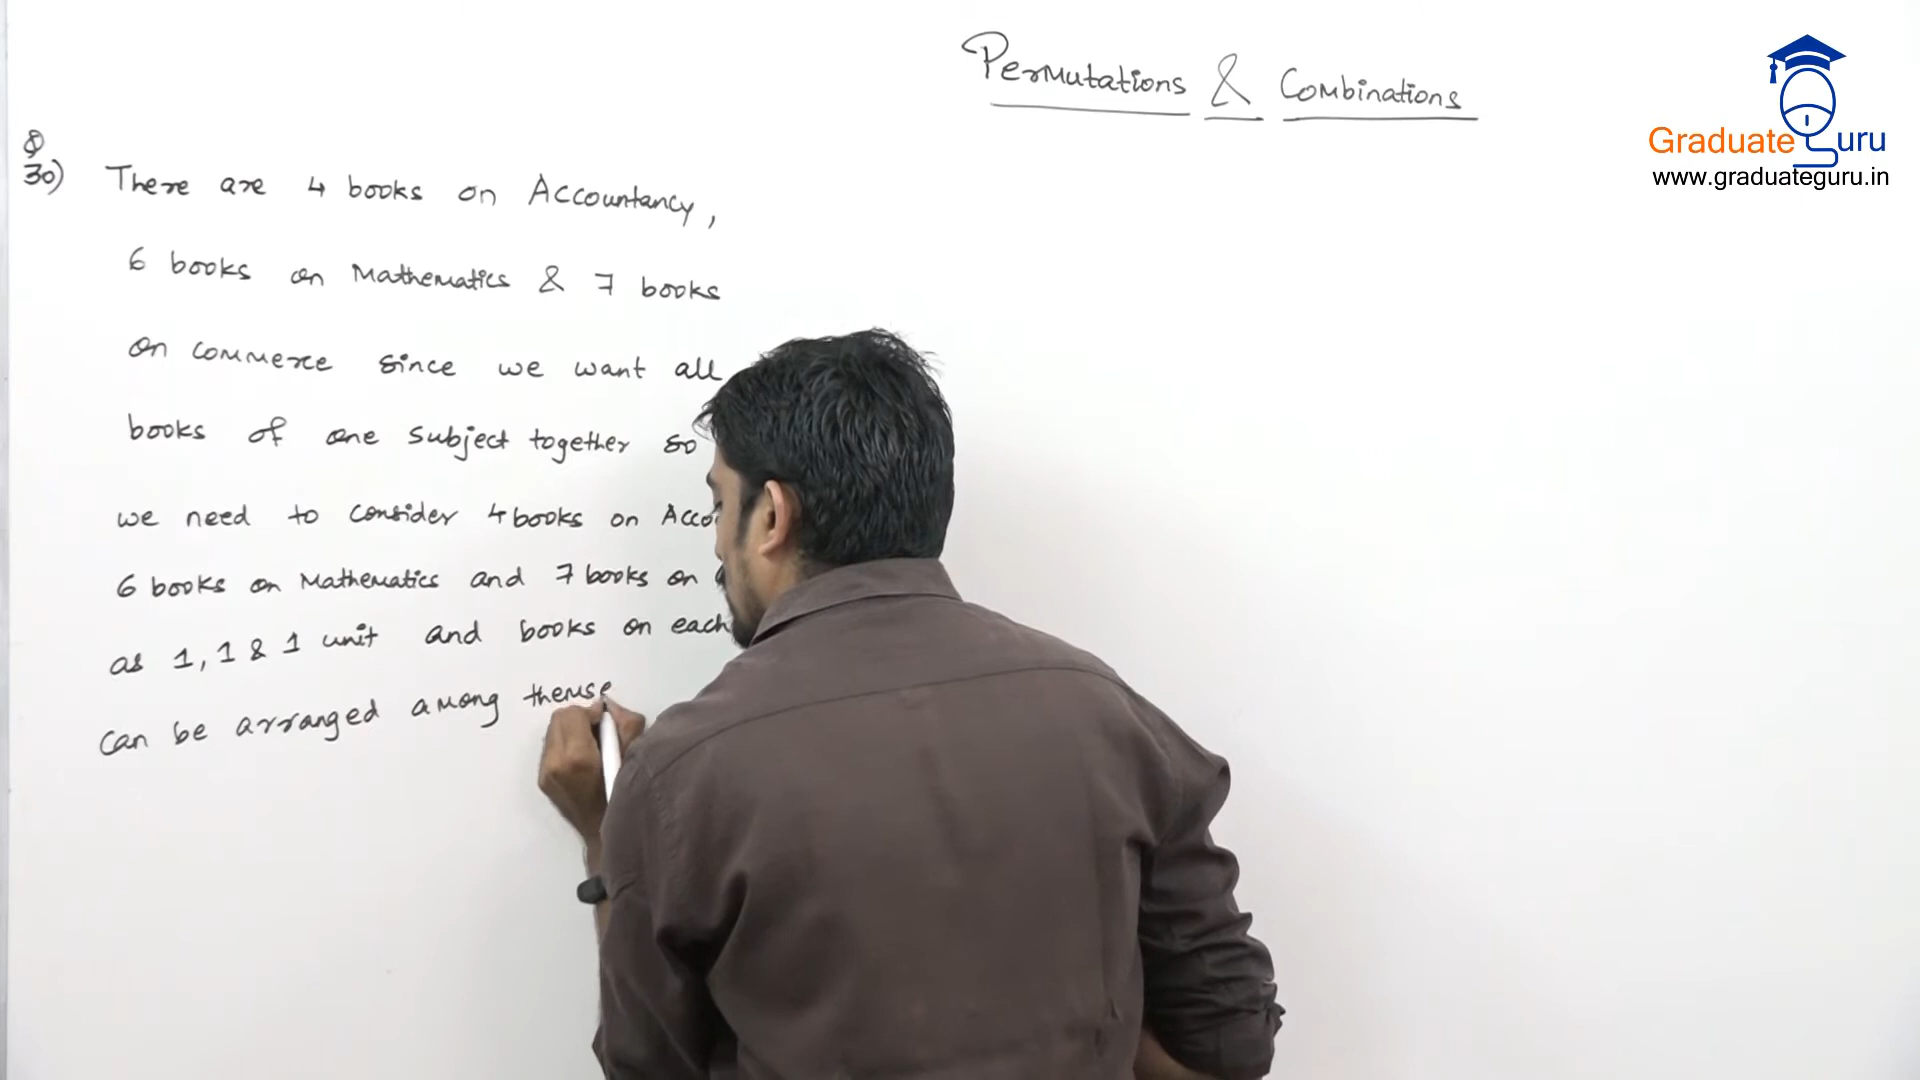 Permutations & Combinations
Graduate Guru
www.graduateguru.in
Q
30) There are 4 books on Accountancy,
6 books on Mathematics & 7 books
on commerce since we want all
books of one subject together so
we need to consider 4 books on
6 books on Mathematics and 7 books on
as 1, 1 & 1 unit and books on each
can be arranged among themse